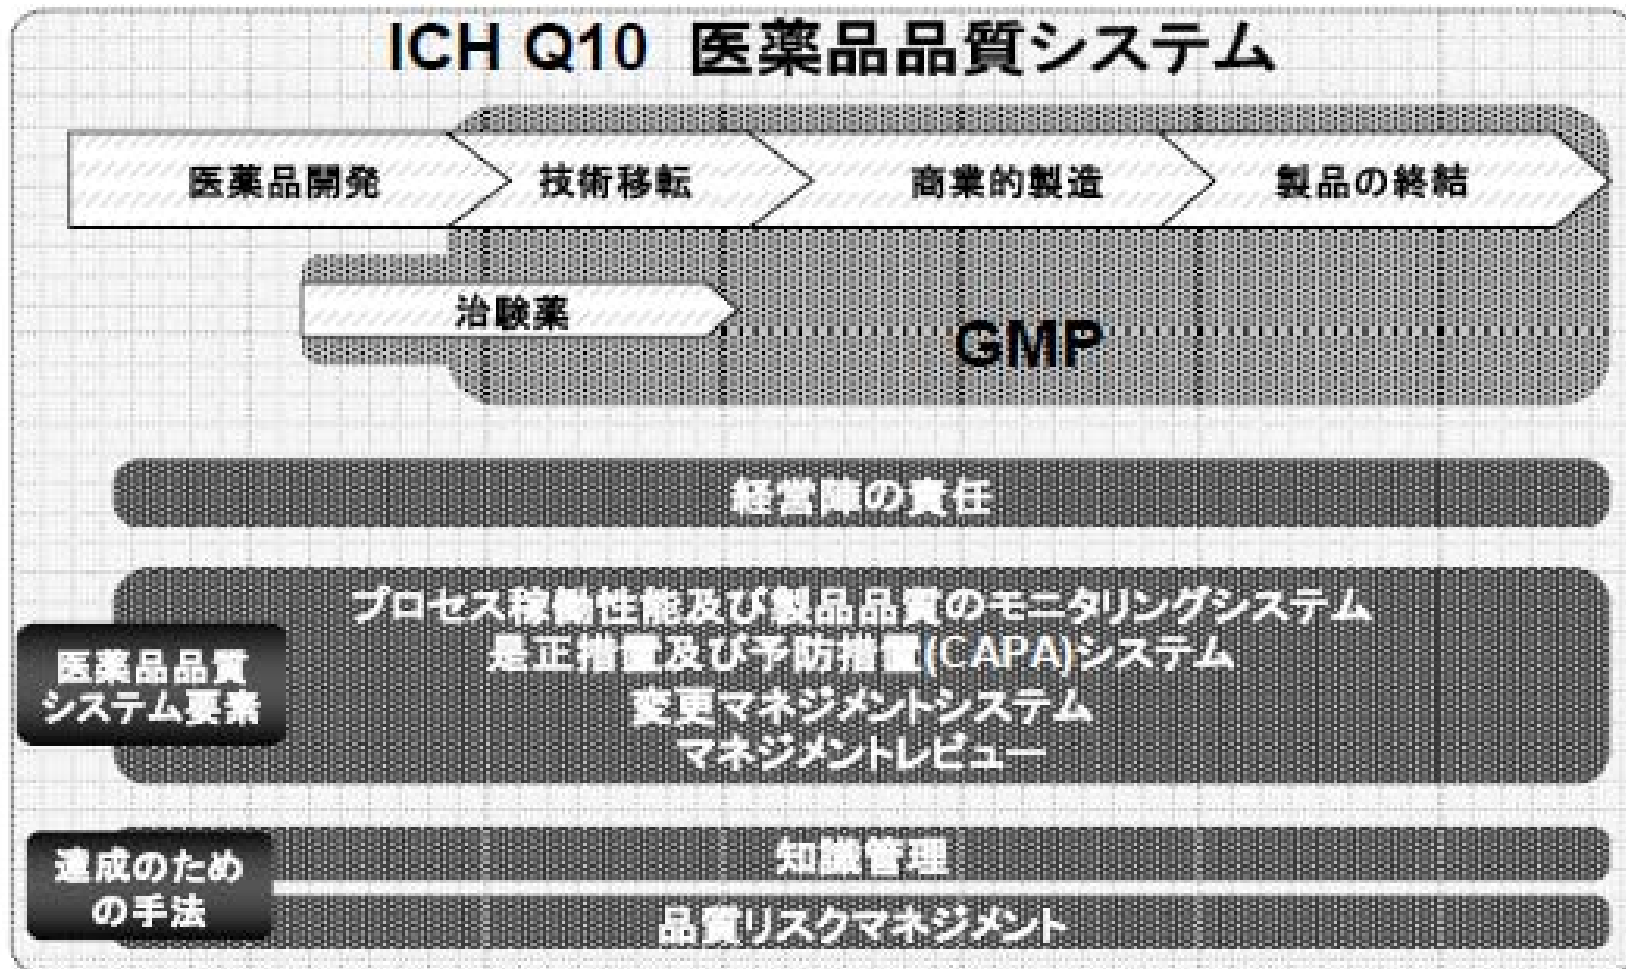 ICH Q10 医薬品品質システム
医薬品開発
技術移転
商業的製造
製品の終結
治験薬
GMP
経営陣の責任
プロセス稼働性能及び製品品質のモニタリングシステム
是正措置及び予防措置(CAPA)システム
変更マネジメントシステム
マネジメントレビュー
医薬品品質
システム要素
知識管理
達成のため
の手法
品質リスクマネジメント